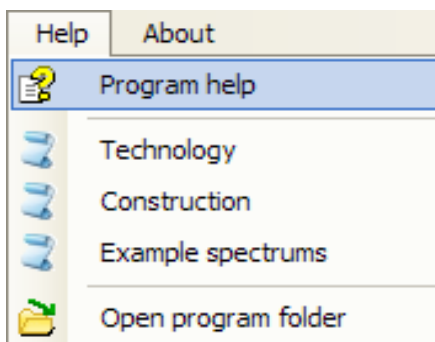 Help About
Program help
Technology
Construction
Example spectrums
Open program folder